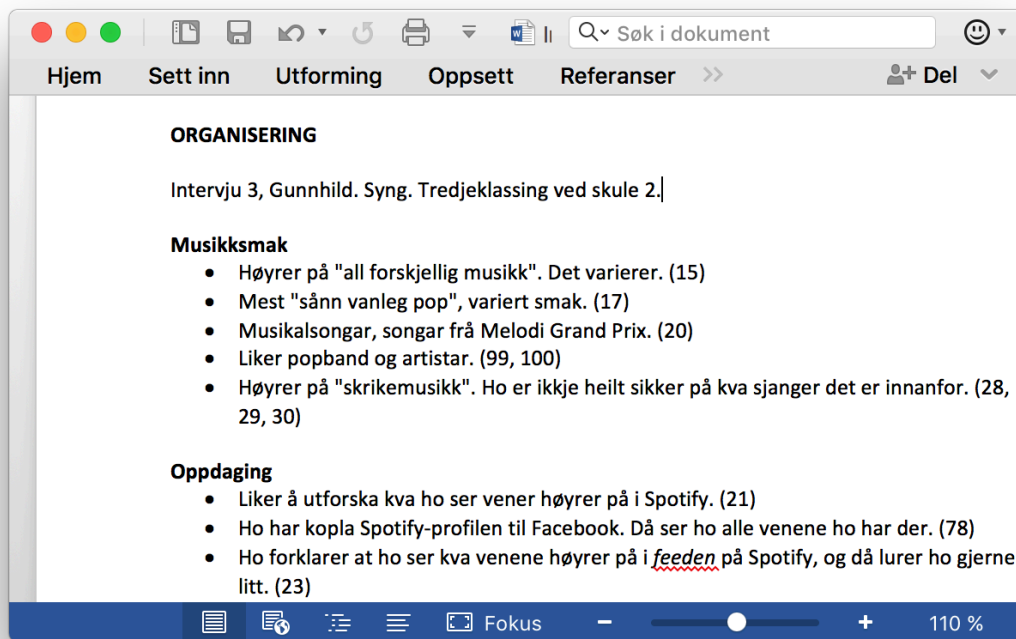 Søk i dokument
Hjem Sett inn Utforming Oppsett Referanser Del
ORGANISERING
Intervju 3, Gunnhild. Syng. Tredjeklassing ved skule 2.
Musikksmak
• Høyrer på "all forskjellig musikk". Det varierer. (15)
• Mest "sånn vanleg pop", variert smak. (17)
• Musikalsongar, songar frå Melodi Grand Prix. (20)
• Liker popband og artistar. (99, 100)
• Høyrer på "skrikemusikk". Ho er ikkje heilt sikker på kva sjanger det er innanfor. (28,
29, 30)
Oppdaging
• Liker å utforska kva ho ser vener høyrer på i Spotify. (21)
• Ho har kopla Spotify-profilen til Facebook. Då ser ho alle venene ho har der. (78)
• Ho forklarer at ho ser kva venene høyrer på i feeden på Spotify, og då lurer ho gjerne
litt. (23)
Fokus 110 %